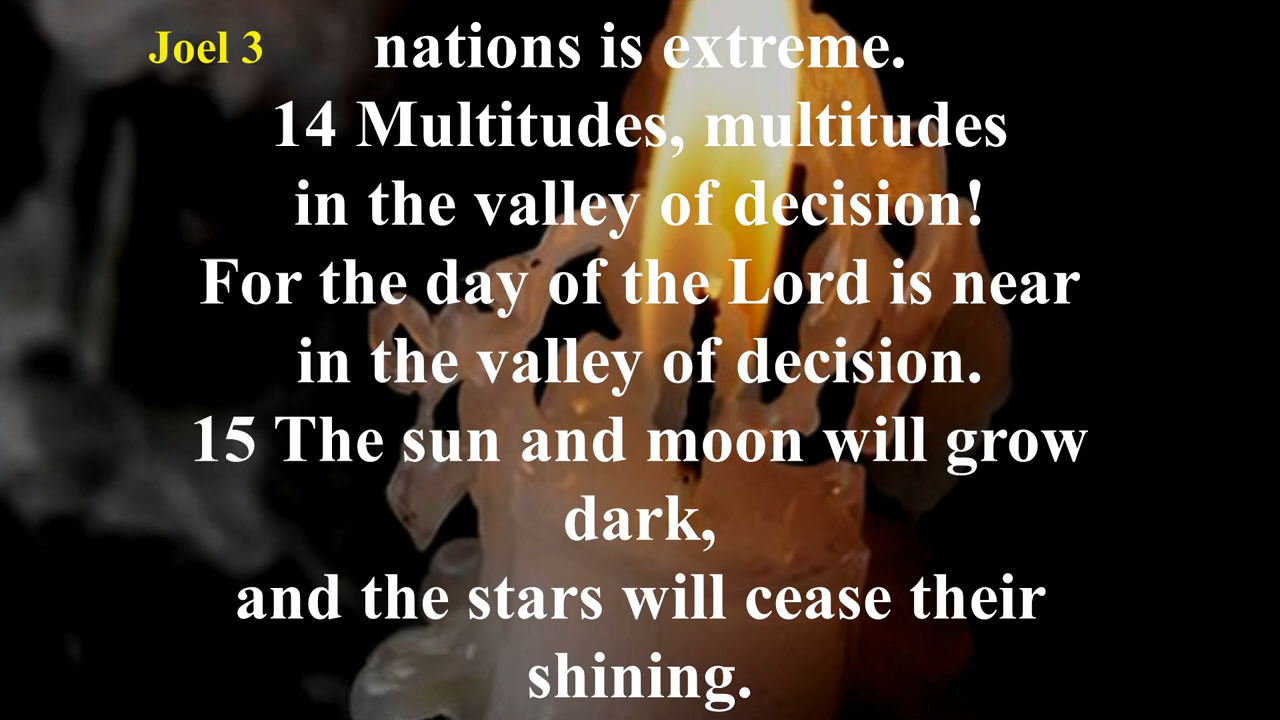 Joel 3
nations is extreme.
14 Multitudes, multitudes
in the valley of decision!
For the day of the Lord is near
in the valley of decision.
15 The sun and moon will grow
dark,
and the stars will cease their
shining.